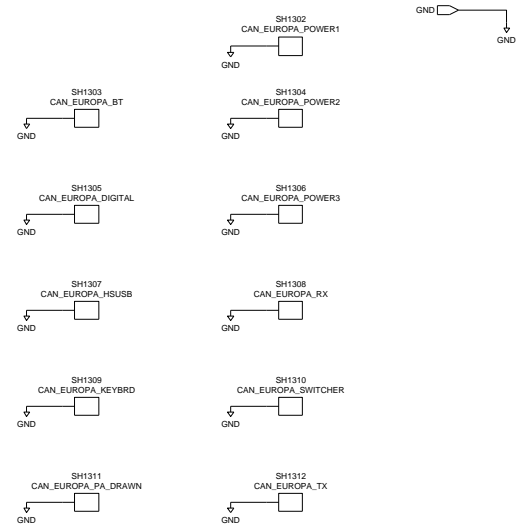 GND
GND
SH1302
CAN_EUROPA_POWER1
GND
SH1303
CAN_EUROPA_BT
GND
SH1304
CAN_EUROPA_POWER2
GND
SH1305
CAN_EUROPA_DIGITAL
GND
SH1306
CAN_EUROPA_POWER3
GND
SH1307
CAN_EUROPA_HSUSB
GND
SH1308
CAN_EUROPA_RX
GND
SH1309
CAN_EUROPA_KEYBRD
GND
SH1310
CAN_EUROPA_SWITCHER
GND
SH1311
CAN_EUROPA_PA_DRAWN
GND
SH1312
CAN_EUROPA_TX
GND